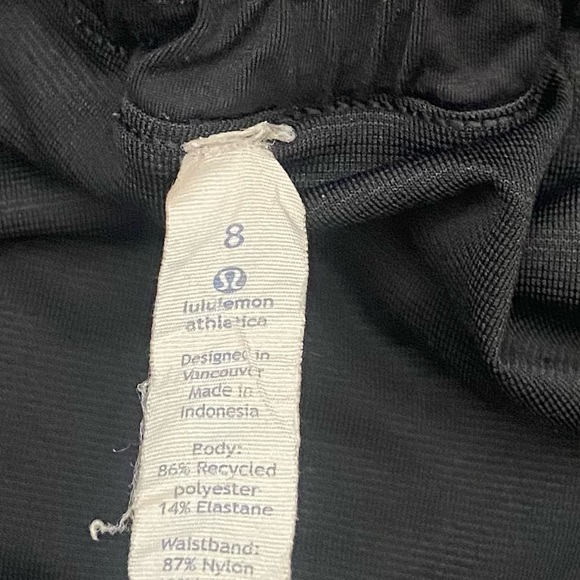 8
lululemon
athletica
Designed in
Vancouver
Made in
Indonesia
Body:
86% Recycled
polyester
14% Elastane
Waistband:
87% Nylon